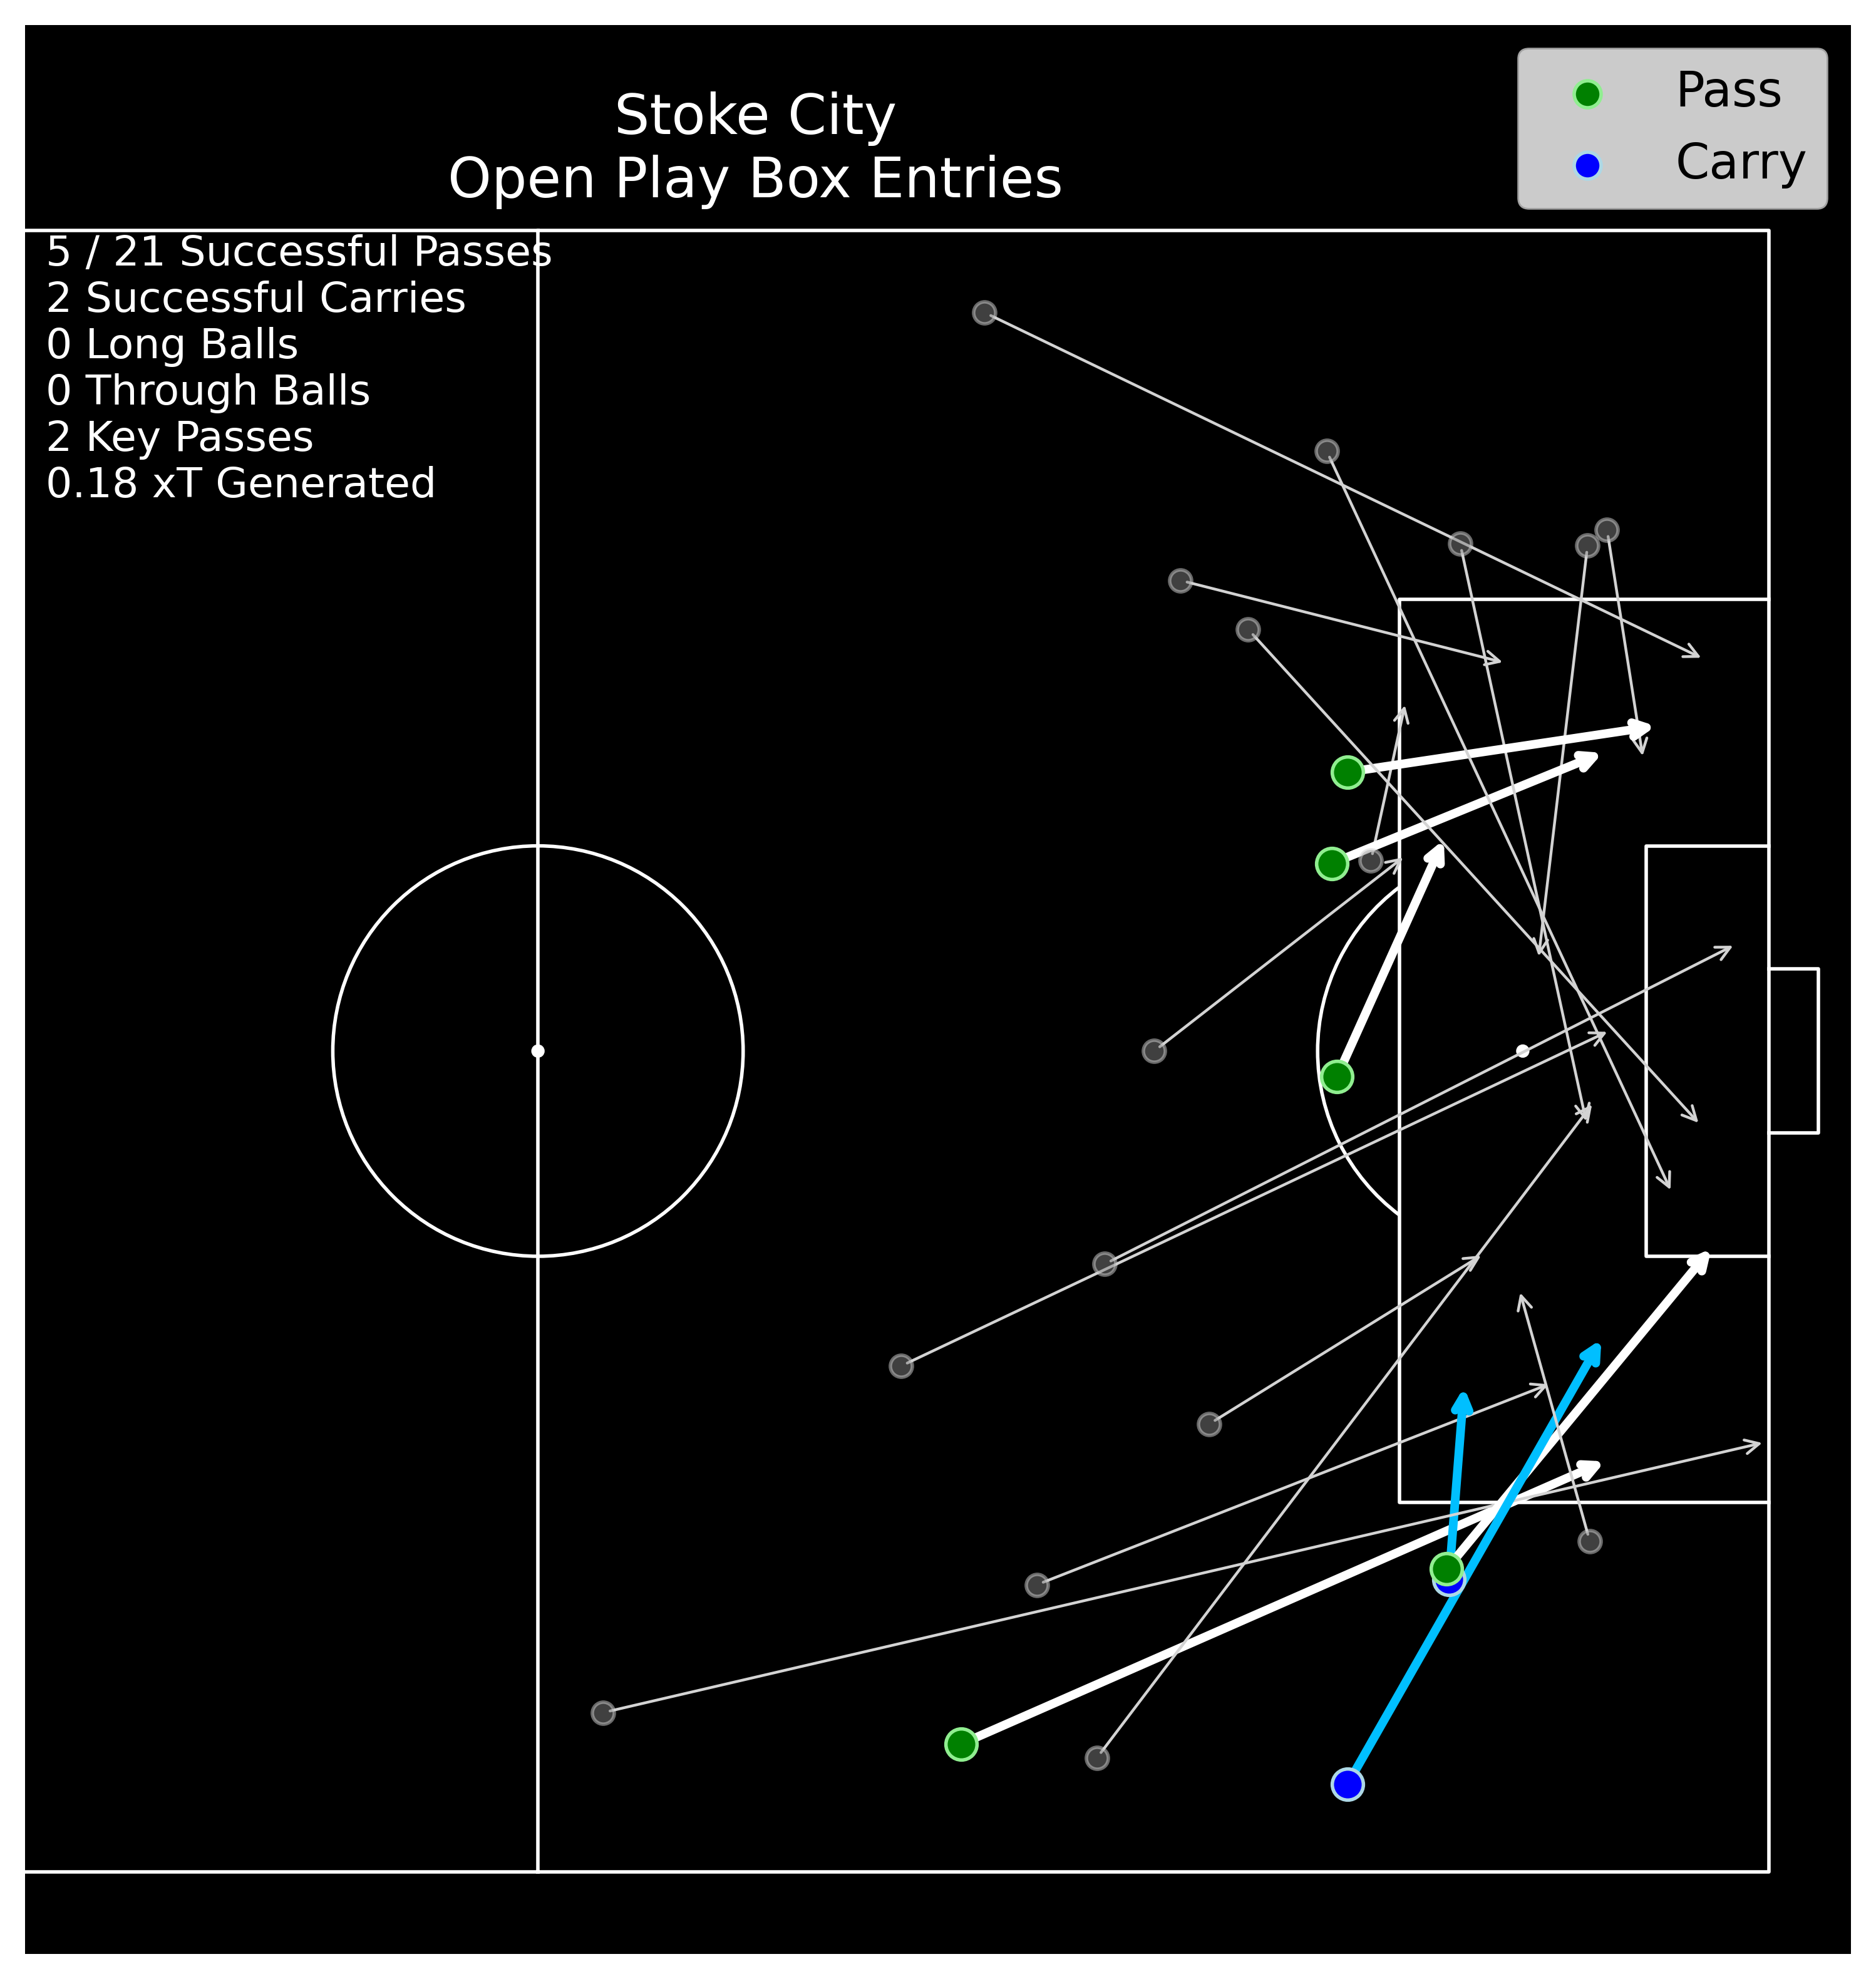 Stoke City
Open Play Box Entries
Pass
Carry
5 / 21 Successful Passes
2 Successful Carries
0 Long Balls
0 Through Balls
2 Key Passes
0.18 xT Generated